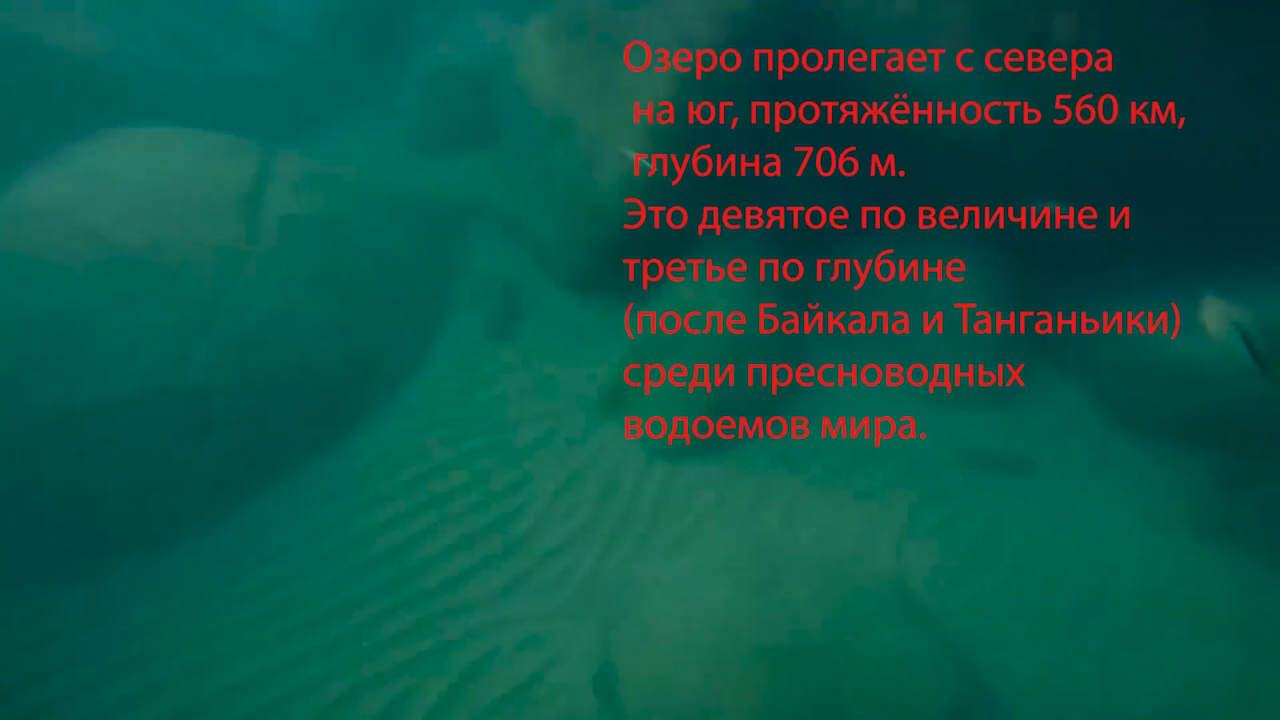 Озеро пролегает с севера
на юг, протяжённость 560 км,
глубина 706 м.
Это девятое по величине и
третье по глубине
(после Байкала и Танганьики)
среди пресноводных
водоемов мира.